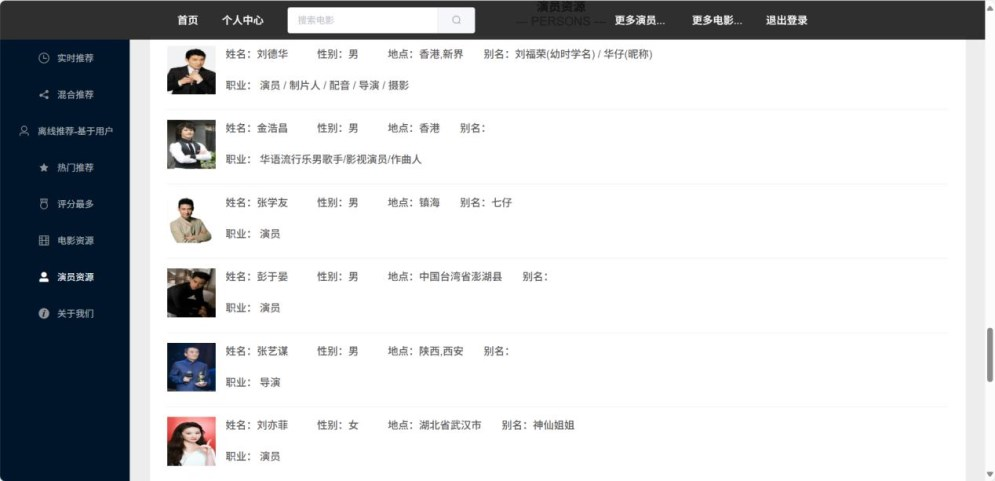 首页 个人中心 搜索电影 演员资源 更多演员... 更多电影... 退出登录
--- PERSONS ---
实时推荐
混合推荐
离线推荐-基于用户
热门推荐
评分最多
电影资源
演员资源
关于我们
姓名：刘德华 性别：男 地点：香港,新界 别名：刘福荣(幼时学名) / 华仔(昵称)
职业： 演员 / 制片人 / 配音 / 导演 / 摄影
姓名：金浩昌 性别：男 地点：香港 别名：
职业： 华语流行乐男歌手/影视演员/作曲人
姓名：张学友 性别：男 地点：镇海 别名：七仔
职业： 演员
姓名：彭于晏 性别：男 地点：中国台湾省澎湖县 别名：
职业： 演员
姓名：张艺谋 性别：男 地点：陕西,西安 别名：
职业： 导演
姓名：刘亦菲 性别：女 地点：湖北省武汉市 别名：神仙姐姐
职业： 演员